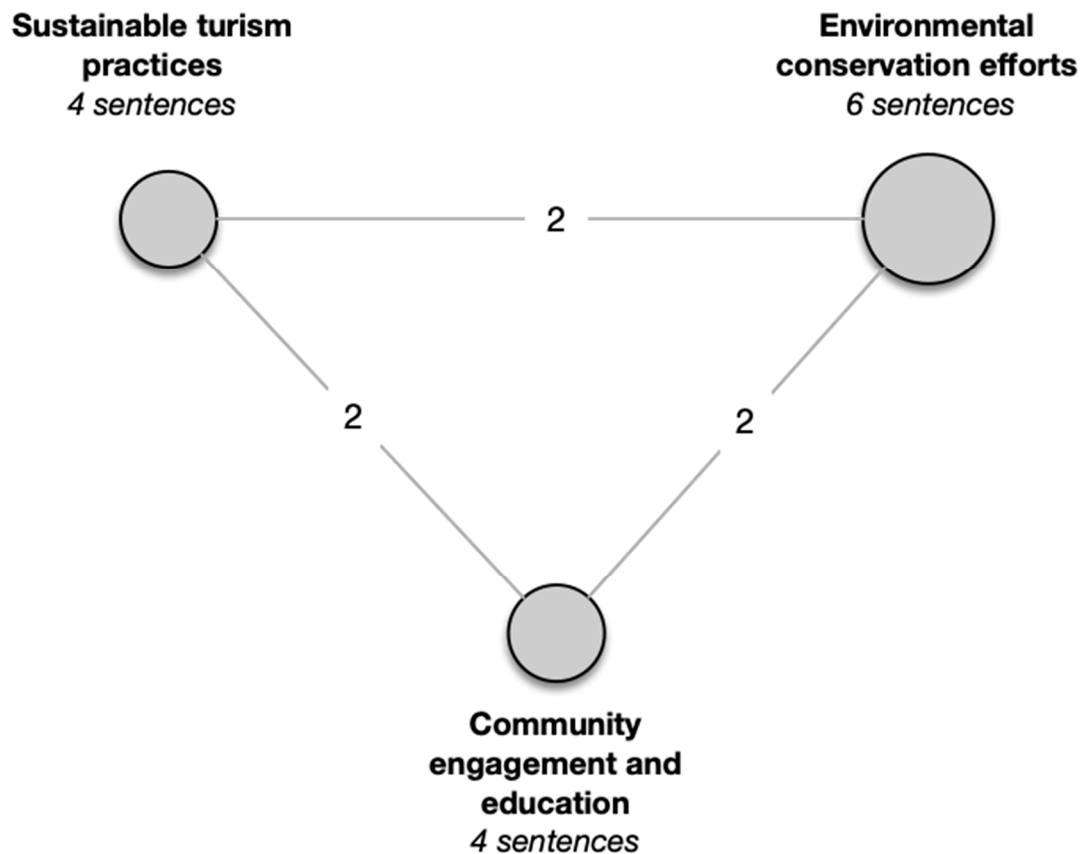 Sustainable turism
practices
4 sentences
Environmental
conservation efforts
6 sentences
2
2
2
Community
engagement and
education
4 sentences